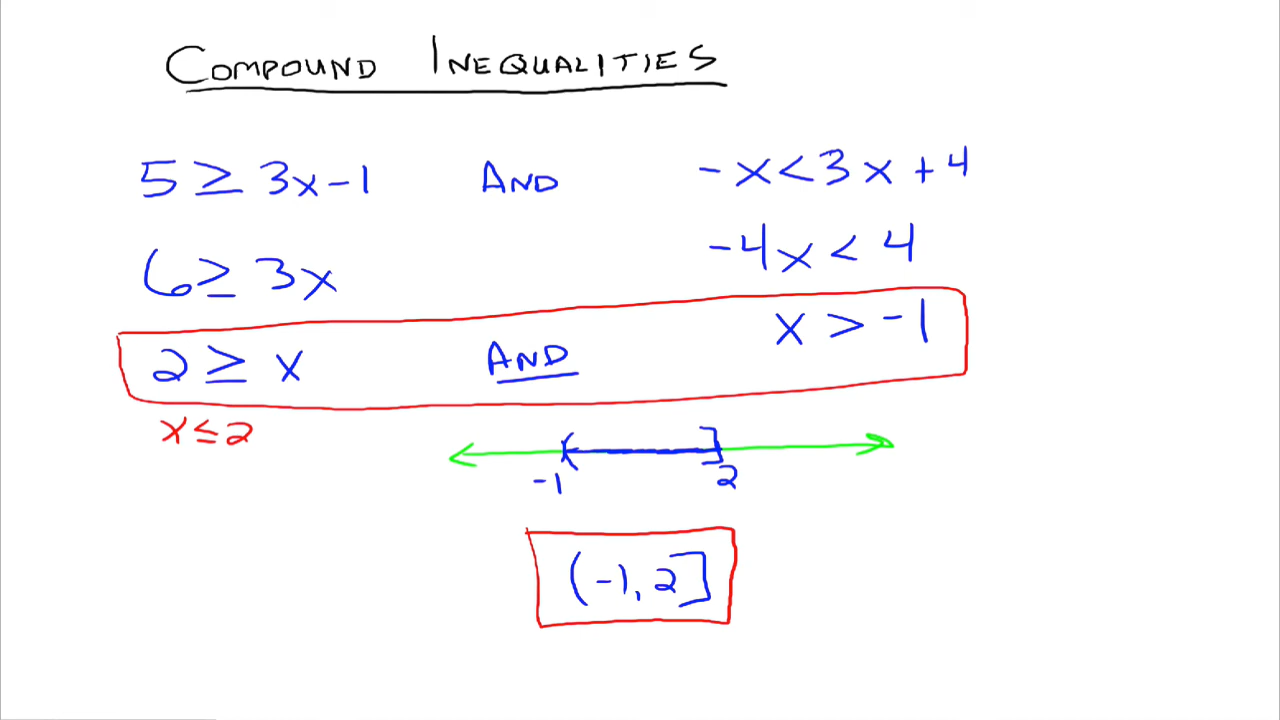 COMPOUND INEQUALITIES
5 ≥ 3x-1 AND -x < 3x + 4
6 ≥ 3x -4x < 4
2 ≥ x AND x > -1
x ≤ 2
( ]
-1 2
(-1, 2]